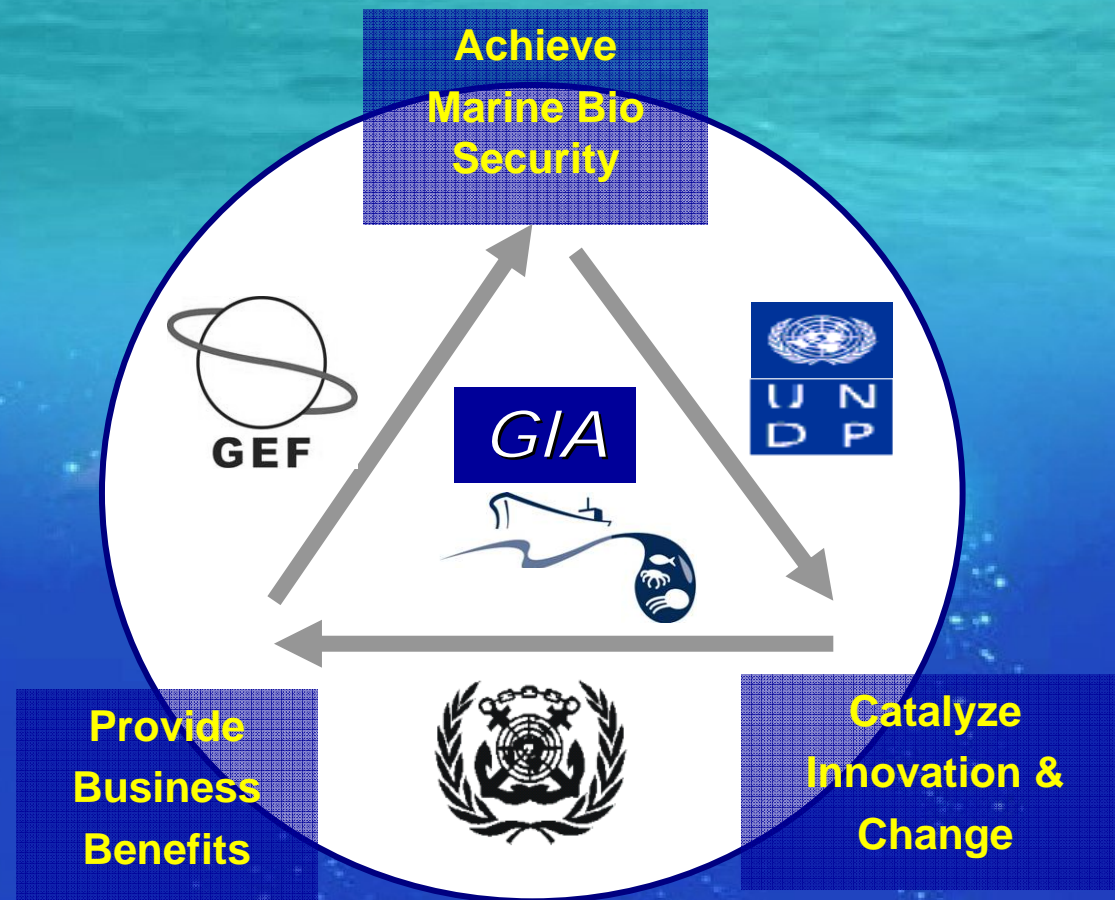 Achieve
Marine Bio
Security
GEF
U N
D P
GIA
Provide
Business
Benefits
Catalyze
Innovation &
Change